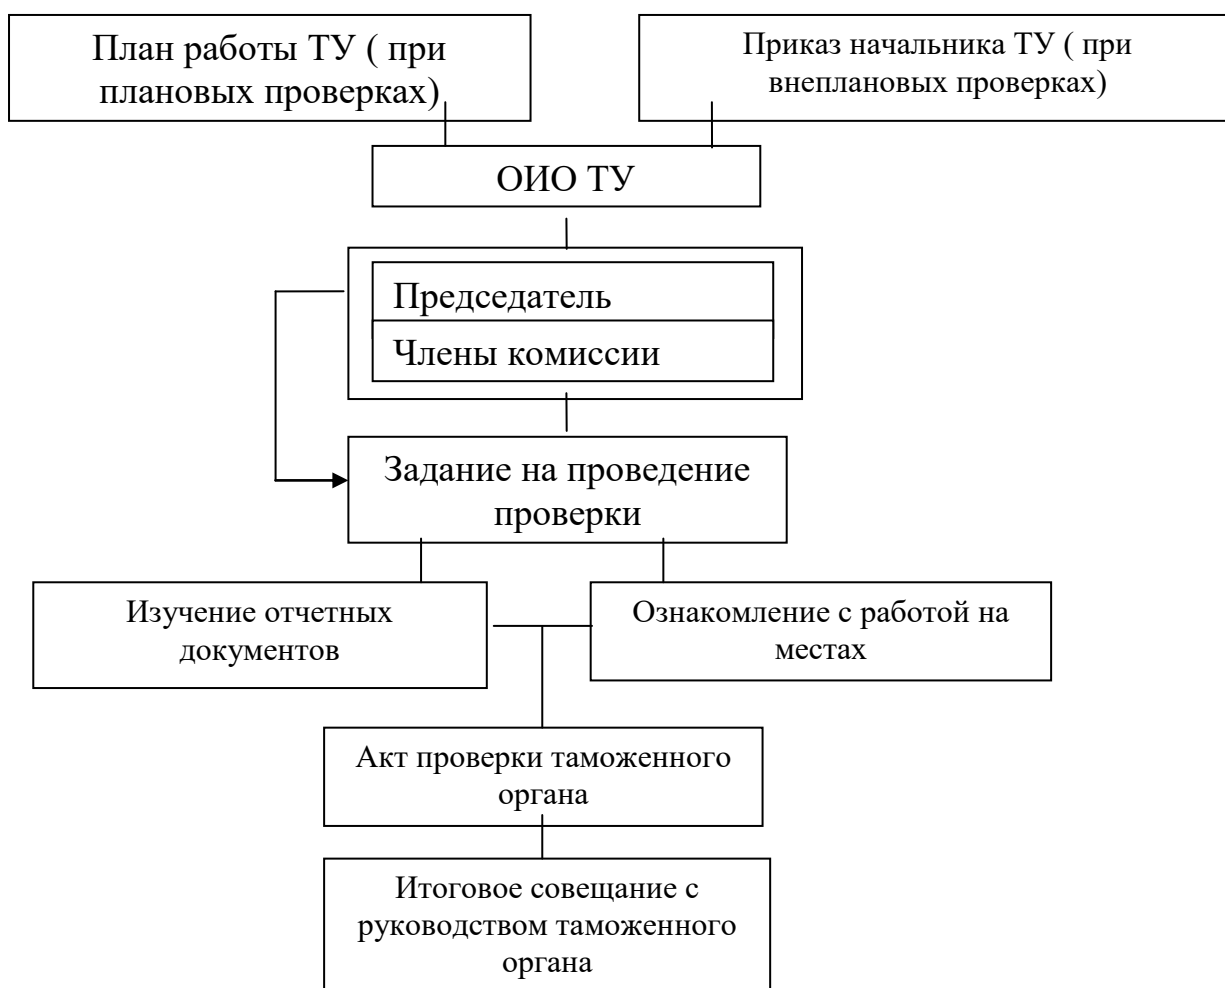 План работы ТУ ( при
плановых проверках)
Приказ начальника ТУ ( при
внеплановых проверках)
ОИО ТУ
Председатель
Члены комиссии
Задание на проведение
проверки
Изучение отчетных
документов
Ознакомление с работой на
местах
Акт проверки таможенного
органа
Итоговое совещание с
руководством таможенного
органа